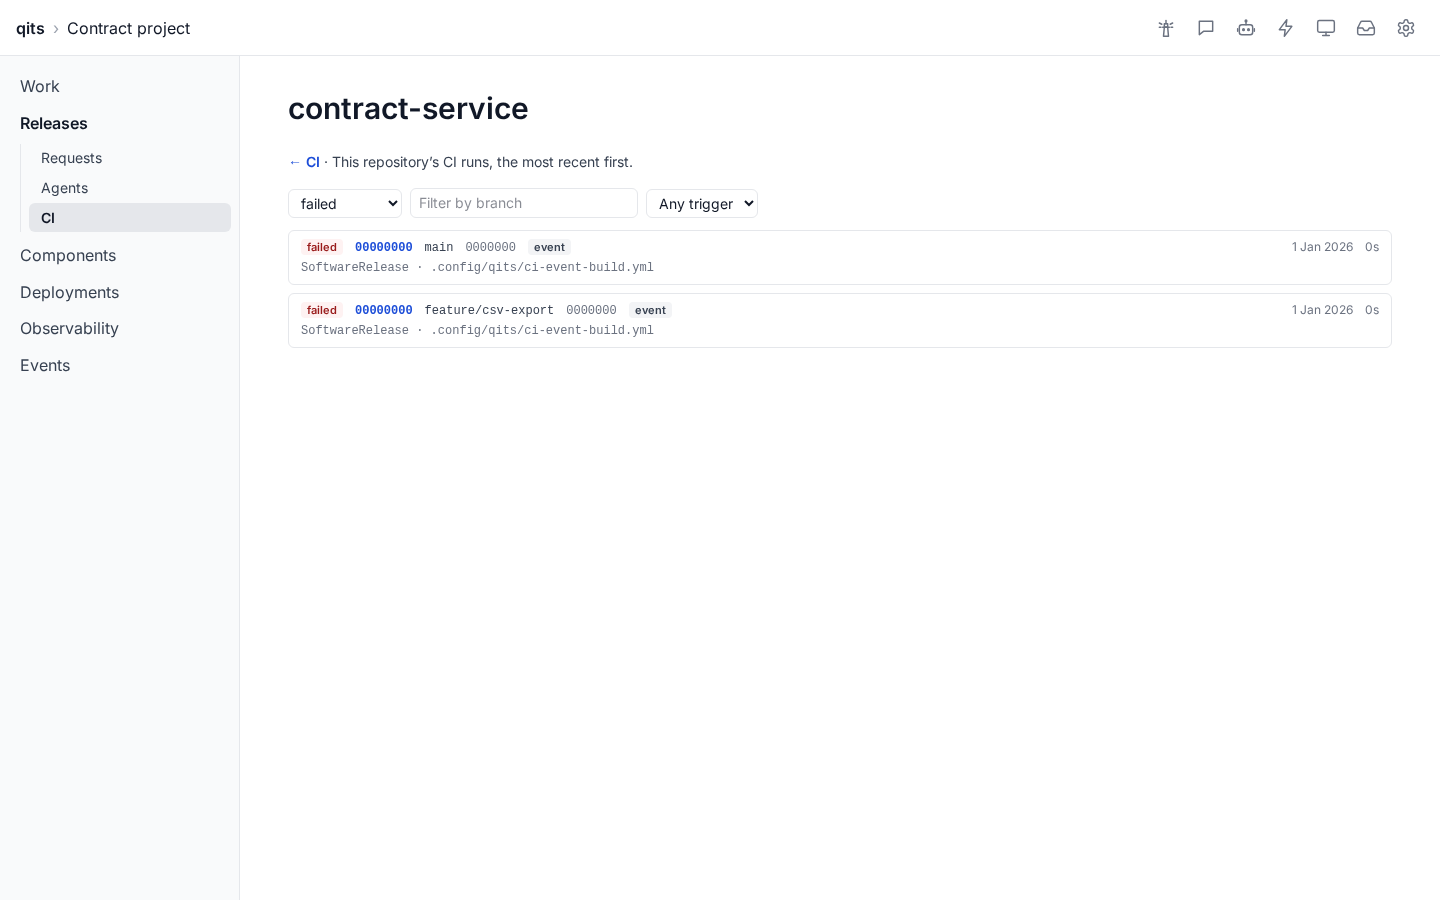 qits › Contract project
Work
Releases
Requests
Agents
CI
Components
Deployments
Observability
Events
contract-service
← CI · This repository’s CI runs, the most recent first.
failed Filter by branch Any trigger
failed 00000000 main 0000000 event 1 Jan 2026 0s
SoftwareRelease · .config/qits/ci-event-build.yml
failed 00000000 feature/csv-export 0000000 event 1 Jan 2026 0s
SoftwareRelease · .config/qits/ci-event-build.yml